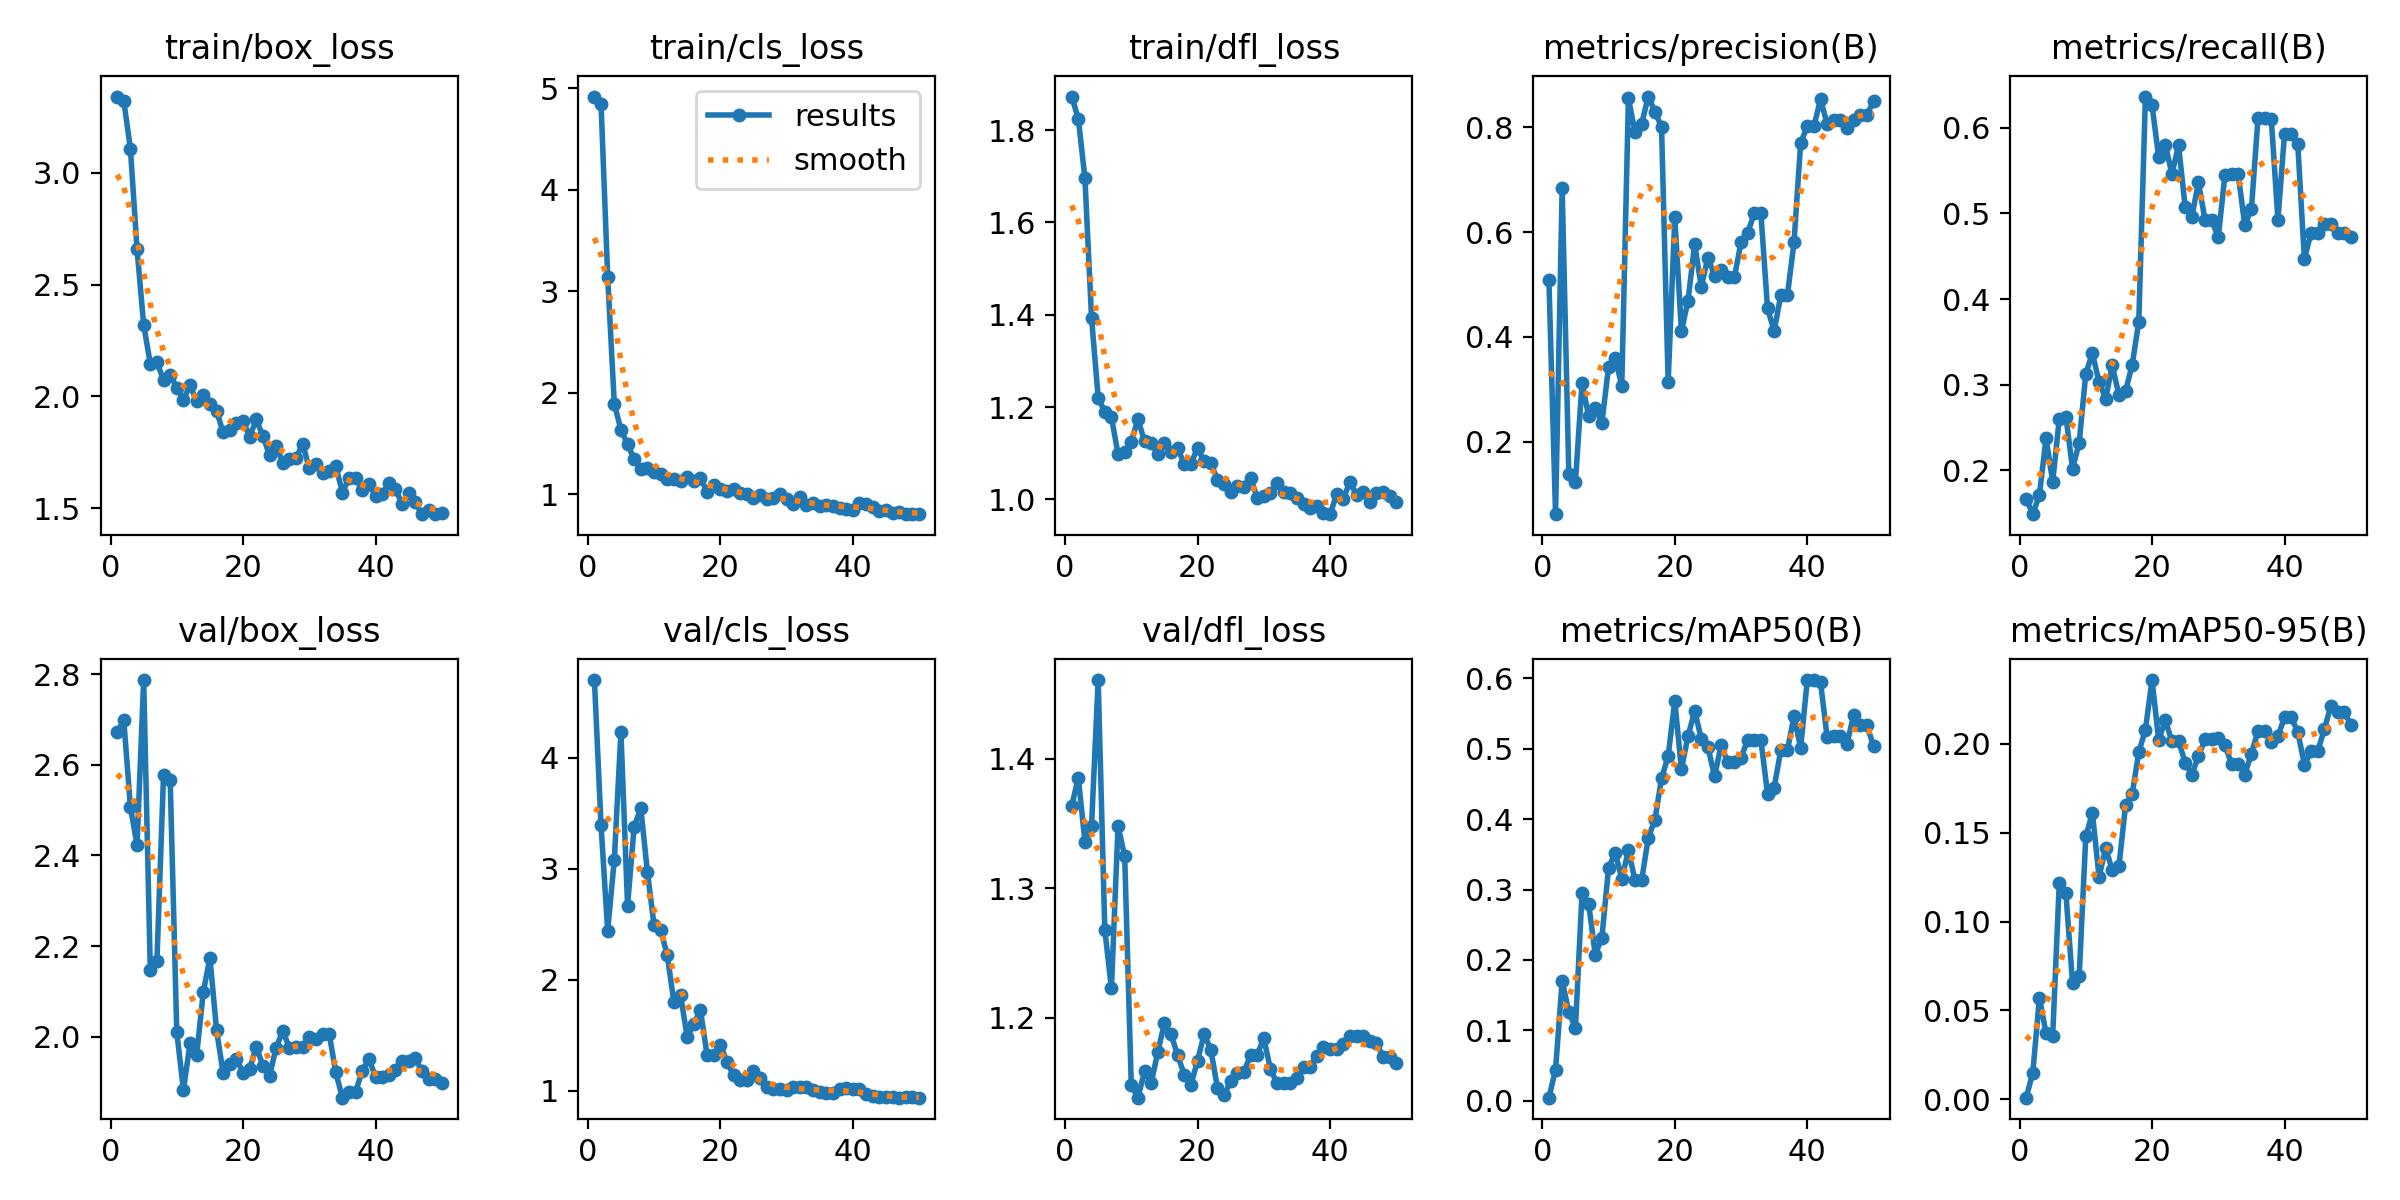 train/box_loss
3.0
2.5
2.0
1.5
0 20 40
train/cls_loss
results
smooth
5
4
3
2
1
0 20 40
train/dfl_loss
1.8
1.6
1.4
1.2
1.0
0 20 40
metrics/precision(B)
0.8
0.6
0.4
0.2
0 20 40
metrics/recall(B)
0.6
0.5
0.4
0.3
0.2
0 20 40
val/box_loss
2.8
2.6
2.4
2.2
2.0
0 20 40
val/cls_loss
4
3
2
1
0 20 40
val/dfl_loss
1.4
1.3
1.2
0 20 40
metrics/mAP50(B)
0.6
0.5
0.4
0.3
0.2
0.1
0.0
0 20 40
metrics/mAP50-95(B)
0.20
0.15
0.10
0.05
0.00
0 20 40